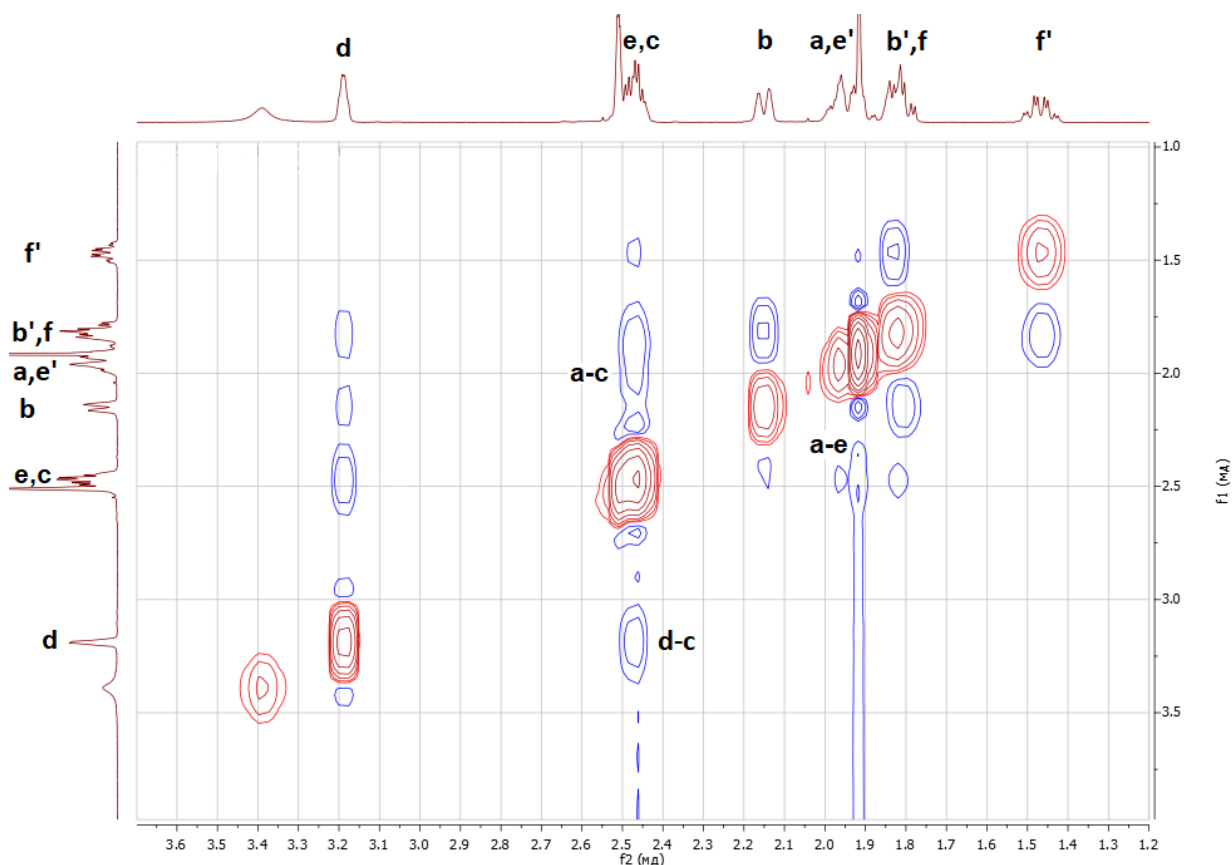 d e,c b a,e' b',f f'
1.0
f' 1.5
b',f
a,e' a-c 2.0
b
a-e
e,c 2.5
3.0
d d-c
3.5
f1 (мд)
3.6 3.5 3.4 3.3 3.2 3.1 3.0 2.9 2.8 2.7 2.6 2.5 2.4 2.3 2.2 2.1 2.0 1.9 1.8 1.7 1.6 1.5 1.4 1.3 1.2
f2 (мд)